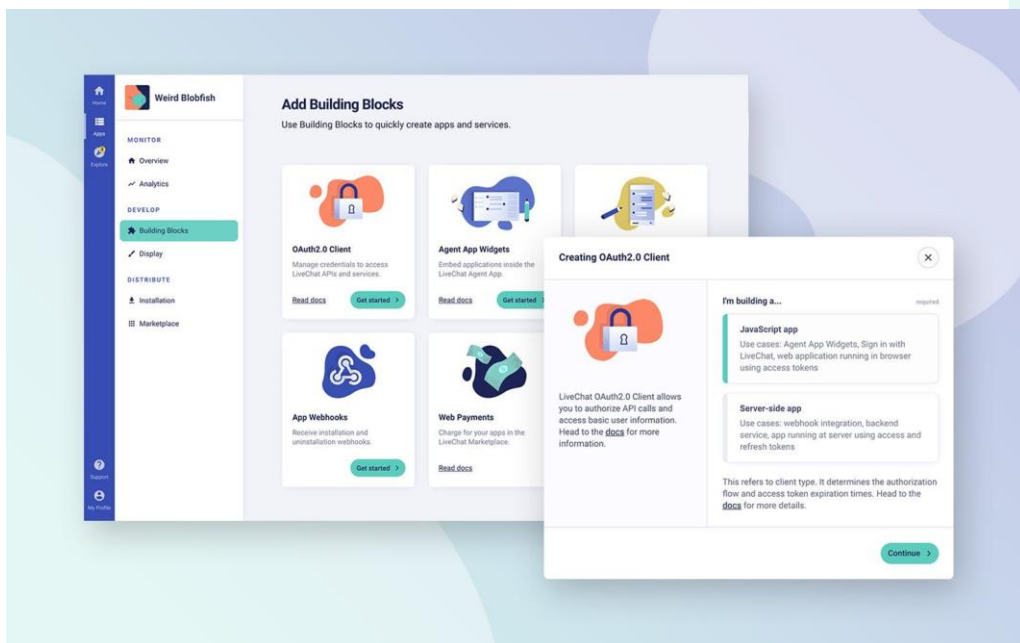 Home
Apps
Explore
Support
My Profile
Weird Blobfish
MONITOR
Overview
Analytics
DEVELOP
Building Blocks
Display
DISTRIBUTE
Installation
Marketplace
Add Building Blocks
Use Building Blocks to quickly create apps and services.
OAuth2.0 Client
Manage credentials to access
LiveChat APIs and services.
Read docs
Get started
Agent App Widgets
Embed applications inside the
LiveChat Agent App.
Read docs
Get started
App Webhooks
Receive installation and
uninstallation webhooks.
Get started
Web Payments
Charge for your apps in the
LiveChat Marketplace.
Read docs
Creating OAuth2.0 Client
LiveChat OAuth2.0 Client allows
you to authorize API calls and
access basic user information.
Head to the docs for more
information.
I'm building a...
required
JavaScript app
Use cases: Agent App Widgets, Sign in with
LiveChat, web application running in browser
using access tokens
Server-side app
Use cases: webhook integration, backend
service, app running at server using access and
refresh tokens
This refers to client type. It determines the authorization
flow and access token expiration times. Head to the
docs for more details.
Continue